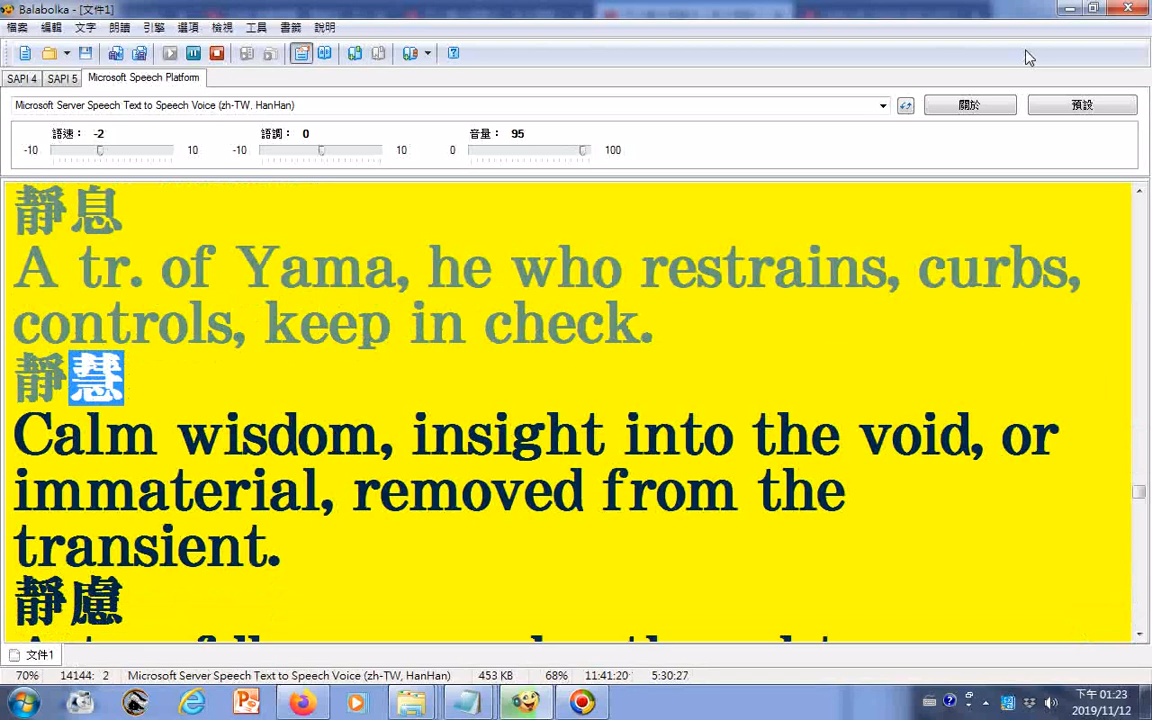 Balabolka - [文件1]
檔案 編輯 文字 朗讀 引擎 選項 檢視 工具 書籤 說明
SAPI 4 SAPI 5 Microsoft Speech Platform
Microsoft Server Speech Text to Speech Voice (zh-TW, HanHan) 關於 預設
語速: -2 語調: 0 音量: 95
-10 10 -10 10 0 100
靜息
A tr. of Yama, he who restrains, curbs,
controls, keep in check.
靜慧
Calm wisdom, insight into the void, or
immaterial, removed from the
transient.
靜慮
文件1
70% 14144: 2 Microsoft Server Speech Text to Speech Voice (zh-TW, HanHan) 453 KB 68% 11:41:20 5:30:27
下午 01:23
2019/11/12